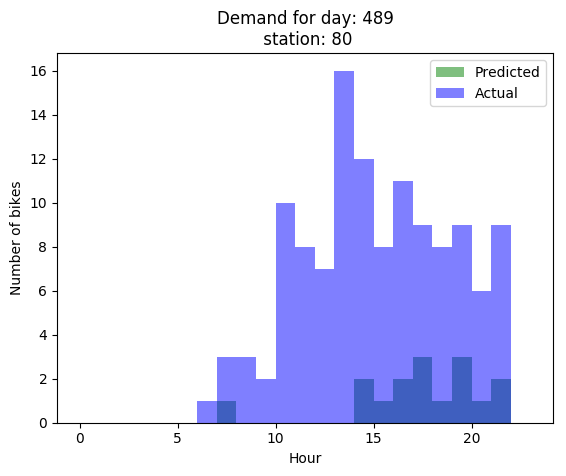 Demand for day: 489
station: 80
Predicted
Actual
Number of bikes
16
14
12
10
8
6
4
2
0
0 5 10 15 20
Hour